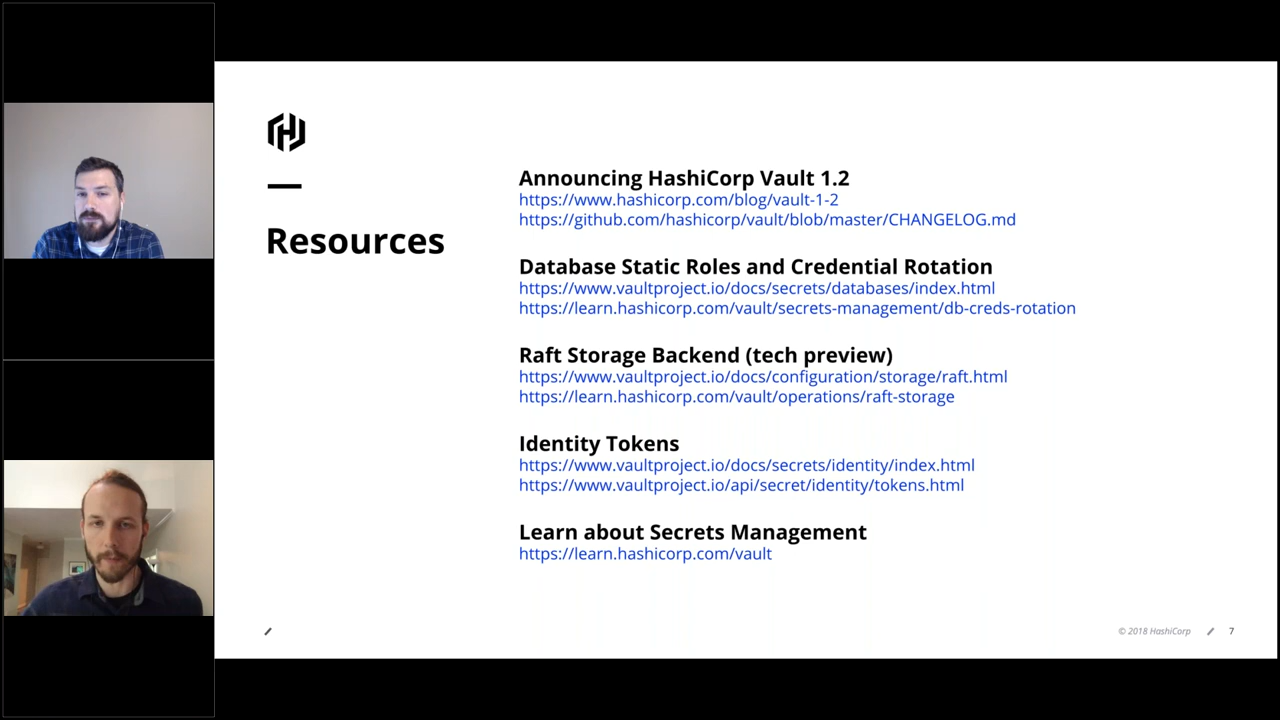 Resources
Announcing HashiCorp Vault 1.2
https://www.hashicorp.com/blog/vault-1-2
https://github.com/hashicorp/vault/blob/master/CHANGELOG.md
Database Static Roles and Credential Rotation
https://www.vaultproject.io/docs/secrets/databases/index.html
https://learn.hashicorp.com/vault/secrets-management/db-creds-rotation
Raft Storage Backend (tech preview)
https://www.vaultproject.io/docs/configuration/storage/raft.html
https://learn.hashicorp.com/vault/operations/raft-storage
Identity Tokens
https://www.vaultproject.io/docs/secrets/identity/index.html
https://www.vaultproject.io/api/secret/identity/tokens.html
Learn about Secrets Management
https://learn.hashicorp.com/vault
© 2018 HashiCorp / 7